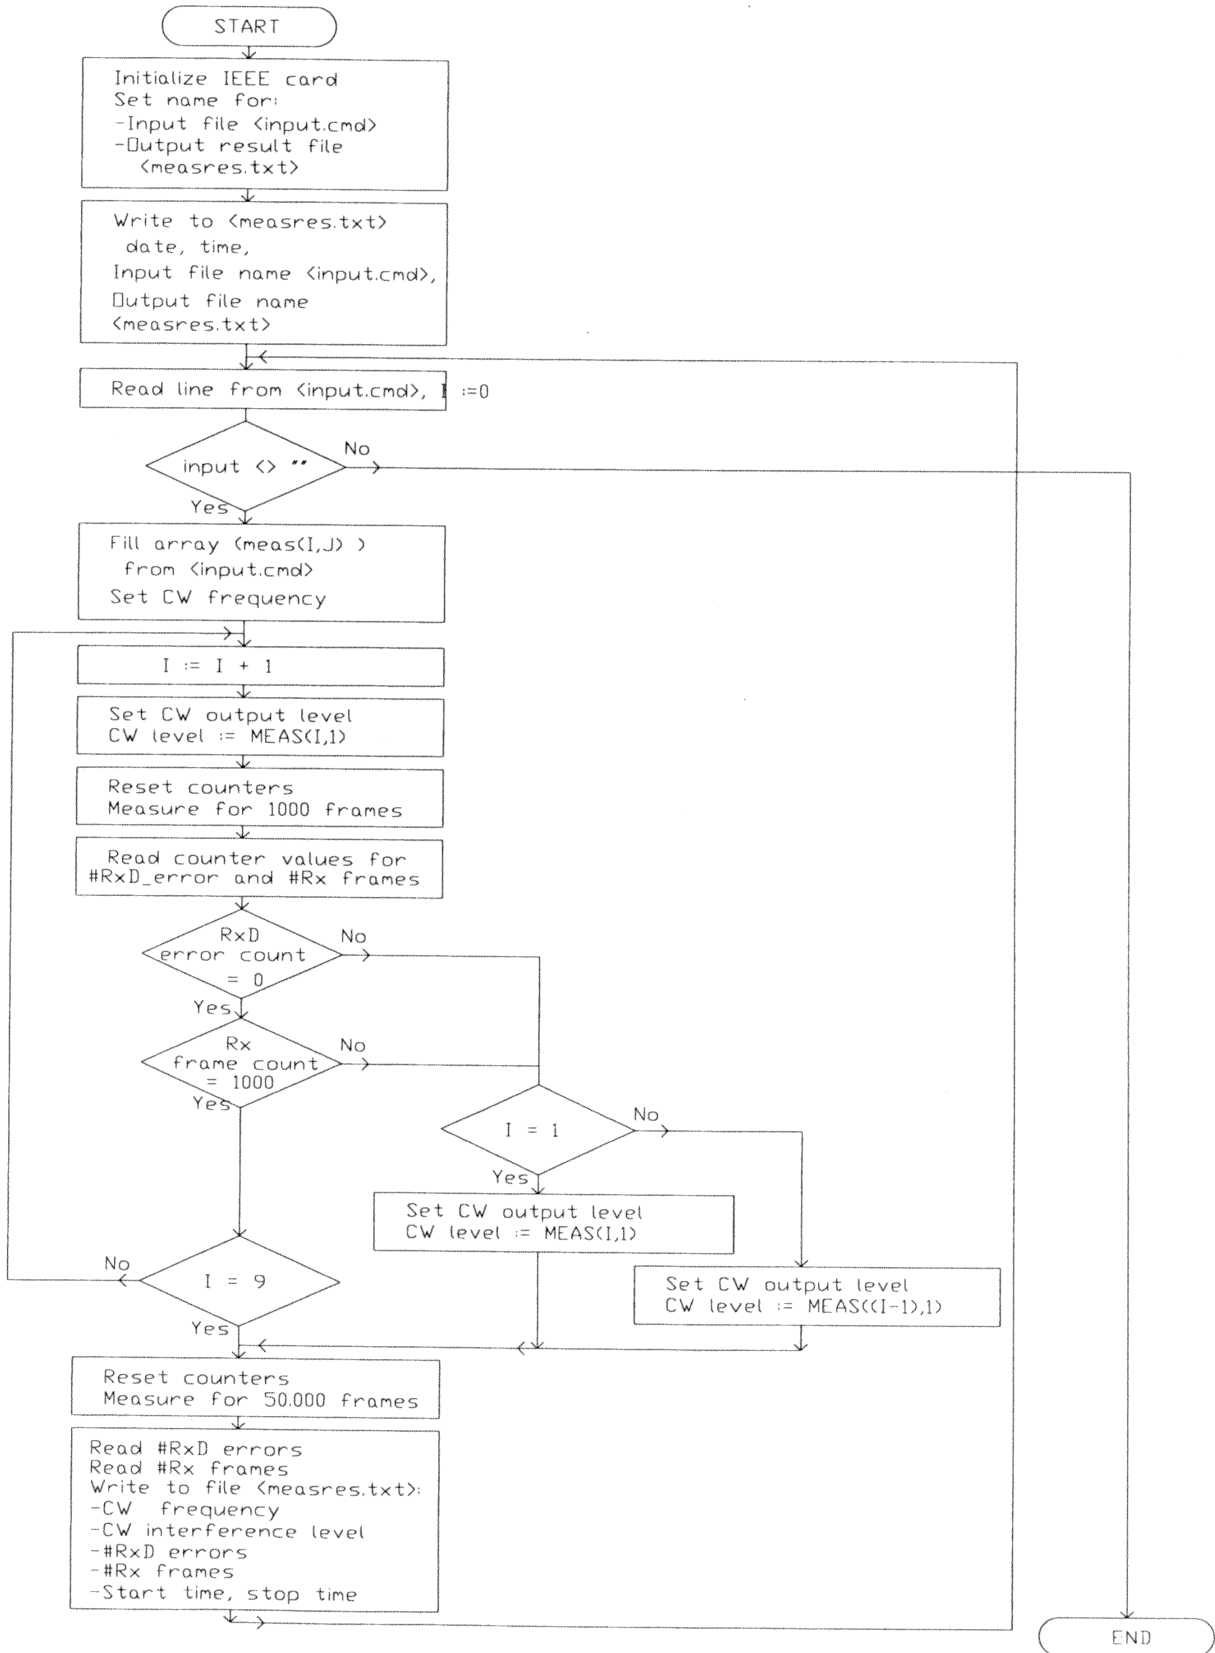 START
Initialize IEEE card
Set name for:
-Input file <input.cmd>
-Output result file
<measres.txt>
Write to <measres.txt>
date, time,
Input file name <input.cmd>,
Output file name
<measres.txt>
Read line from <input.cmd>, I :=0
input <> ""
No
Yes
Fill array (meas(I,J) )
from <input.cmd>
Set CW frequency
I := I + 1
Set CW output level
CW level := MEAS(I,1)
Reset counters
Measure for 1000 frames
Read counter values for
#RxD_error and #Rx frames
RxD
error count
= 0
No
Yes
Rx
frame count
= 1000
No
Yes
I = 1
No
Yes
Set CW output level
CW level := MEAS(I,1)
Set CW output level
CW level := MEAS((I-1),1)
I = 9
No
Yes
Reset counters
Measure for 50.000 frames
Read #RxD errors
Read #Rx frames
Write to file <measres.txt>:
-CW frequency
-CW interference level
-#RxD errors
-#Rx frames
-Start time, stop time
END